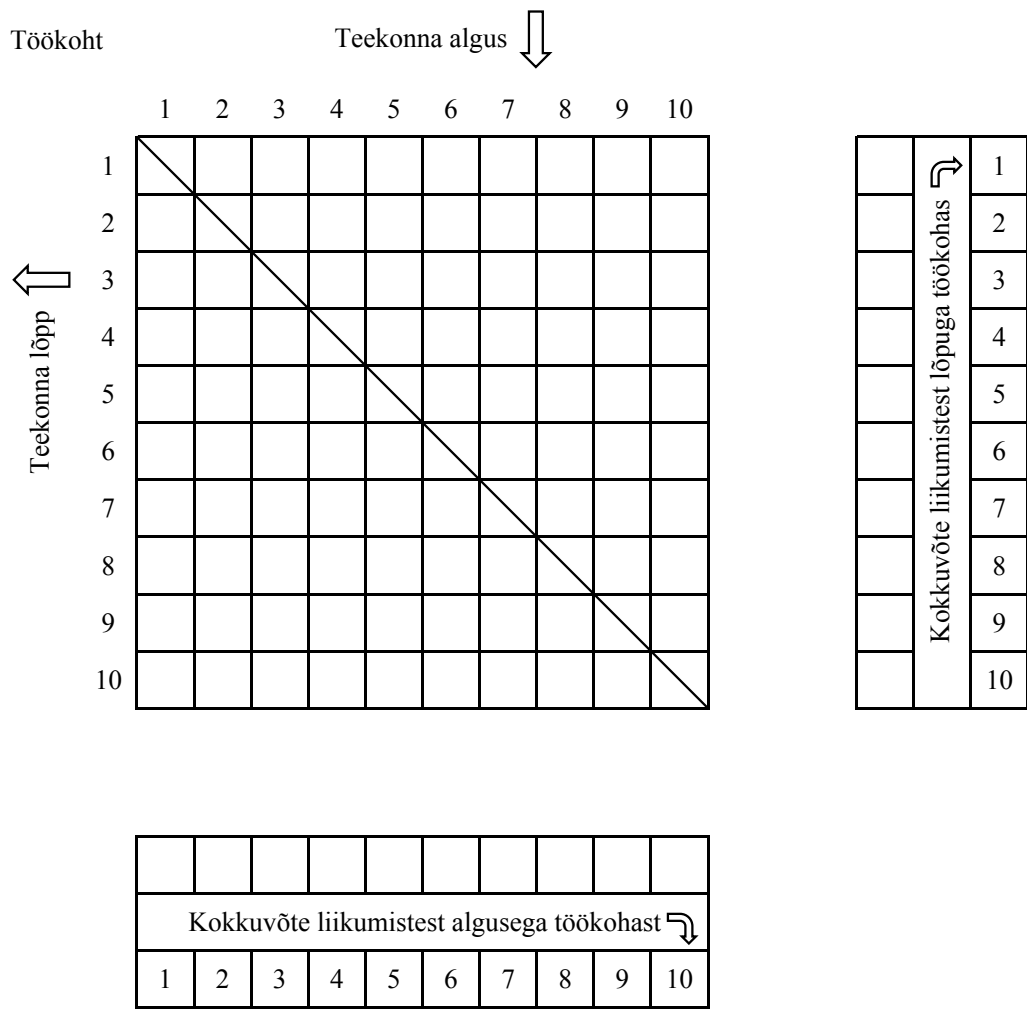 Töökoht
Teekonna algus
1 2 3 4 5 6 7 8 9 10
1
2
3
4
5
6
7
8
9
10
Teekonna lõpp
Kokkuvõte liikumistest lõpuga töökohas
1
2
3
4
5
6
7
8
9
10
Kokkuvõte liikumistest algusega töökohast
1 2 3 4 5 6 7 8 9 10